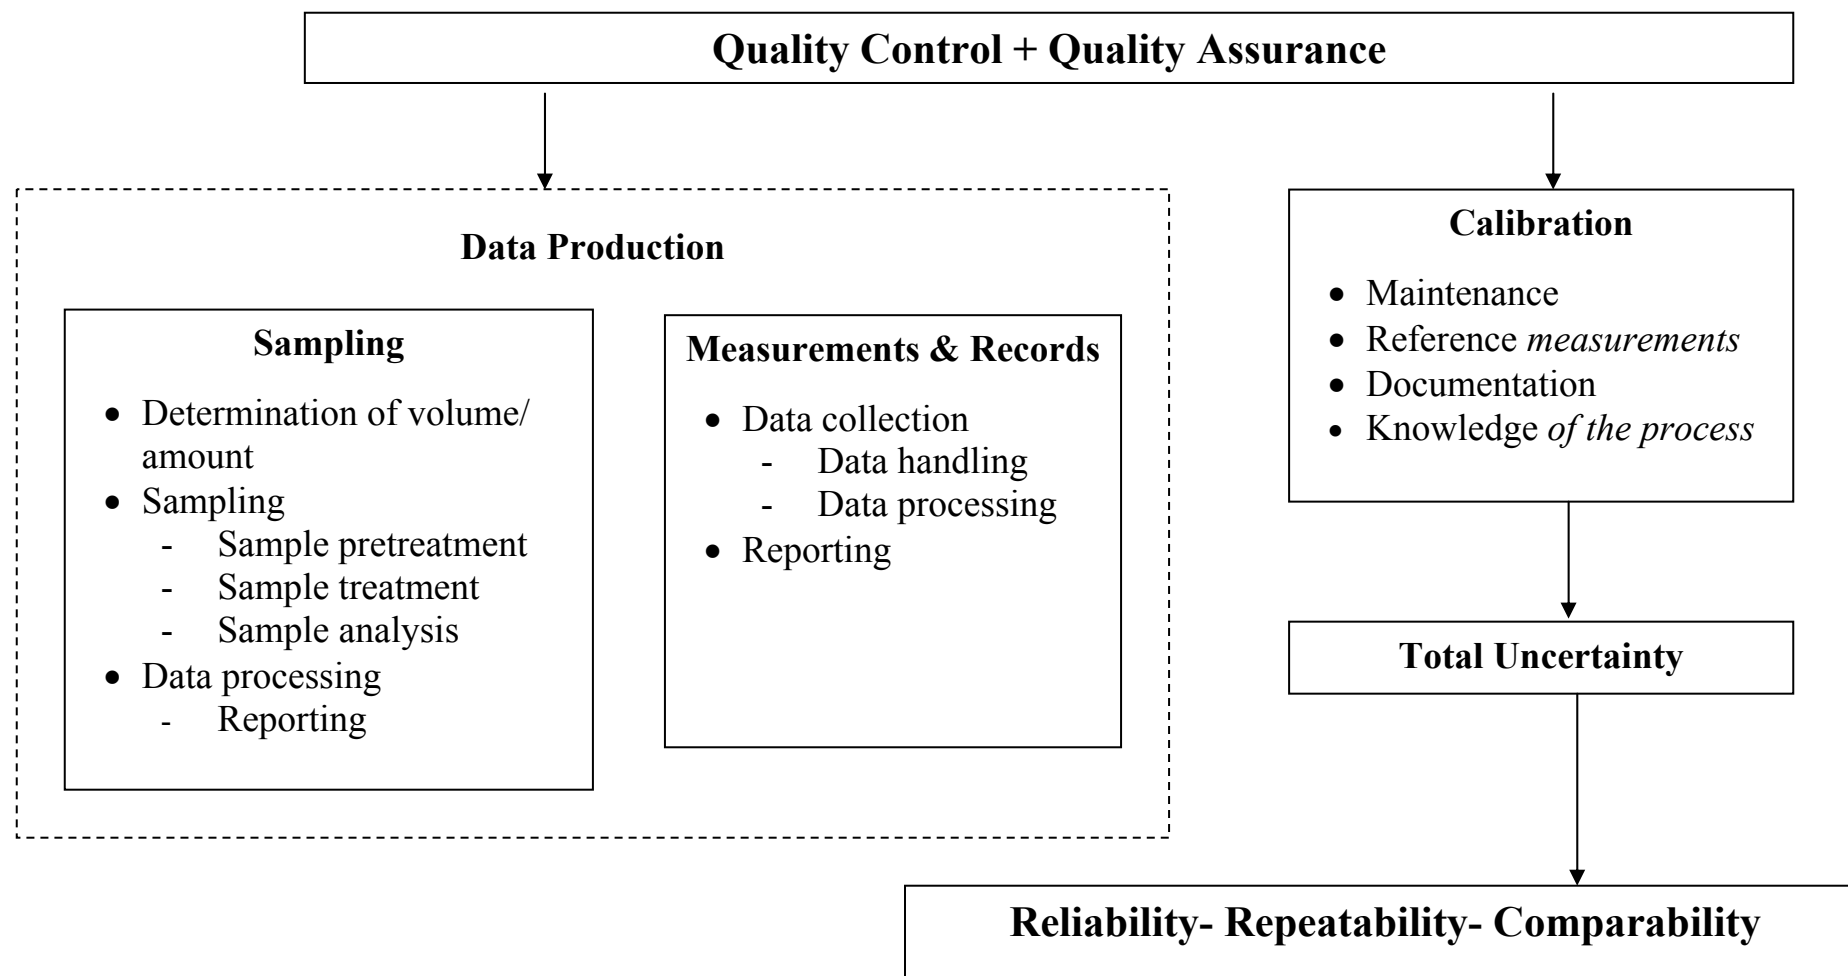 Quality Control + Quality Assurance
Data Production
Sampling
• Determination of volume/
amount
• Sampling
- Sample pretreatment
- Sample treatment
- Sample analysis
• Data processing
- Reporting
Measurements & Records
• Data collection
- Data handling
- Data processing
• Reporting
Calibration
• Maintenance
• Reference measurements
• Documentation
• Knowledge of the process
Total Uncertainty
Reliability- Repeatability- Comparability